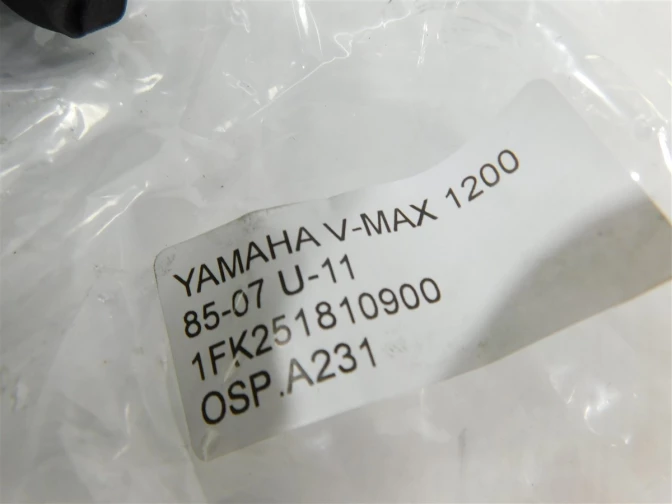 YAMAHA V-MAX 1200
85-07 U-11
1FK251810900
OSP.A231